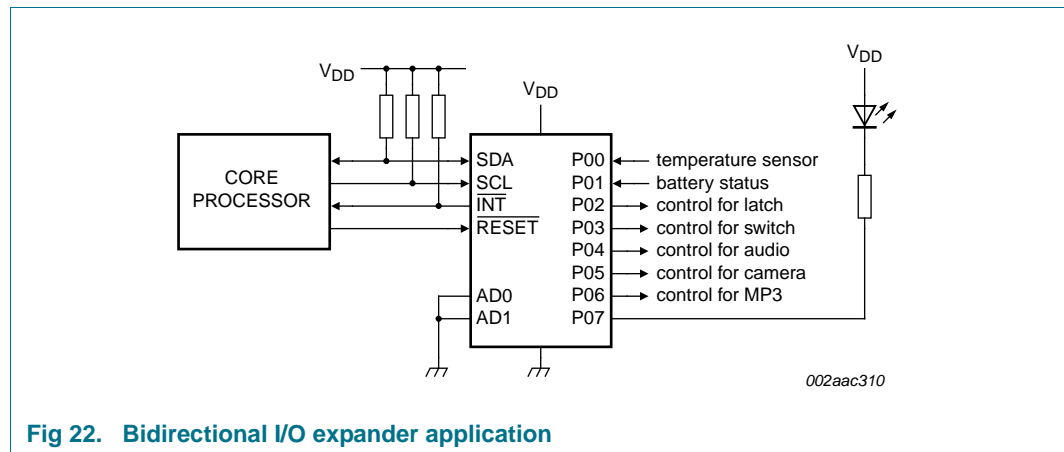 VDD
VDD
VDD
CORE
PROCESSOR
SDA
SCL
INT
RESET
AD0
AD1
P00
P01
P02
P03
P04
P05
P06
P07
temperature sensor
battery status
control for latch
control for switch
control for audio
control for camera
control for MP3
002aac310
Fig 22. Bidirectional I/O expander application